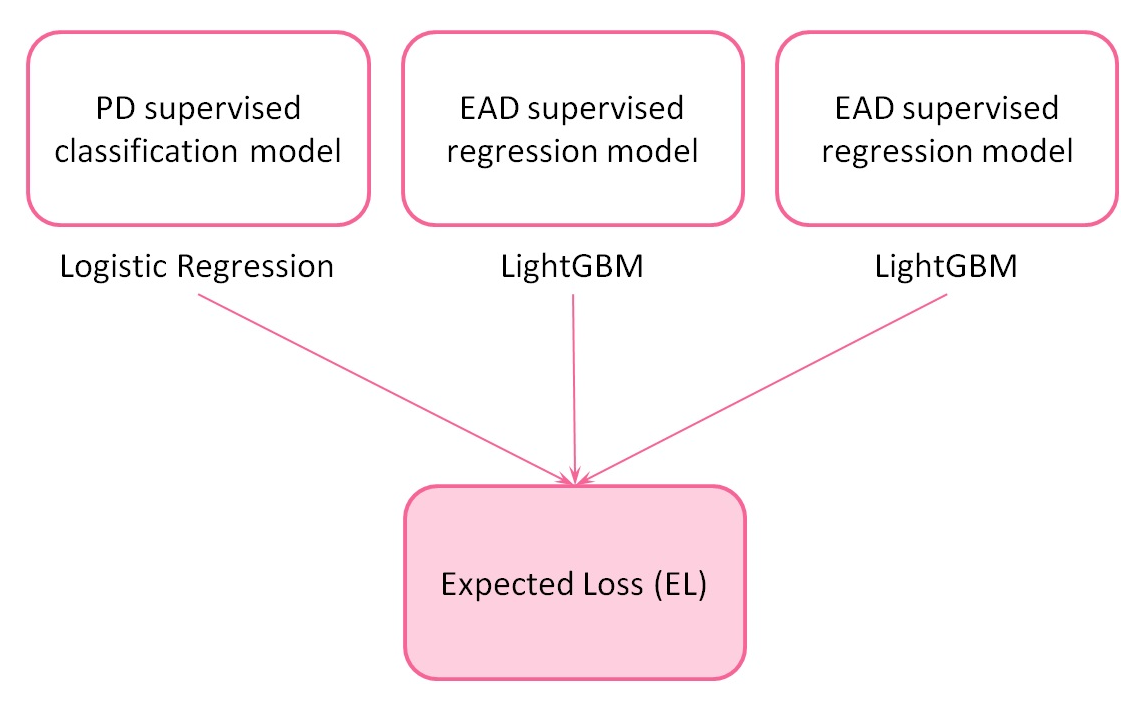 PD supervised
classification model
EAD supervised
regression model
EAD supervised
regression model
Logistic Regression
LightGBM
LightGBM
Expected Loss (EL)